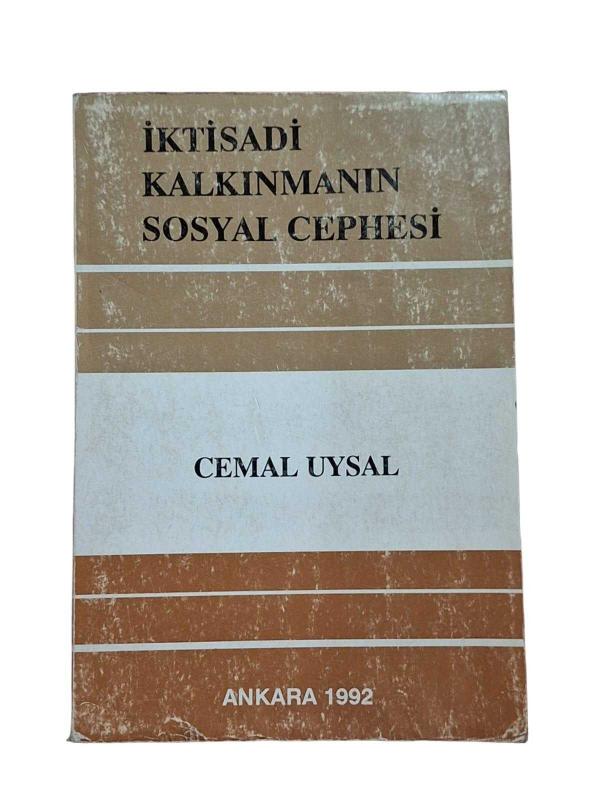 İKTİSADİ
KALKINMANIN
SOSYAL CEPHESİ
CEMAL UYSAL
ANKARA 1992